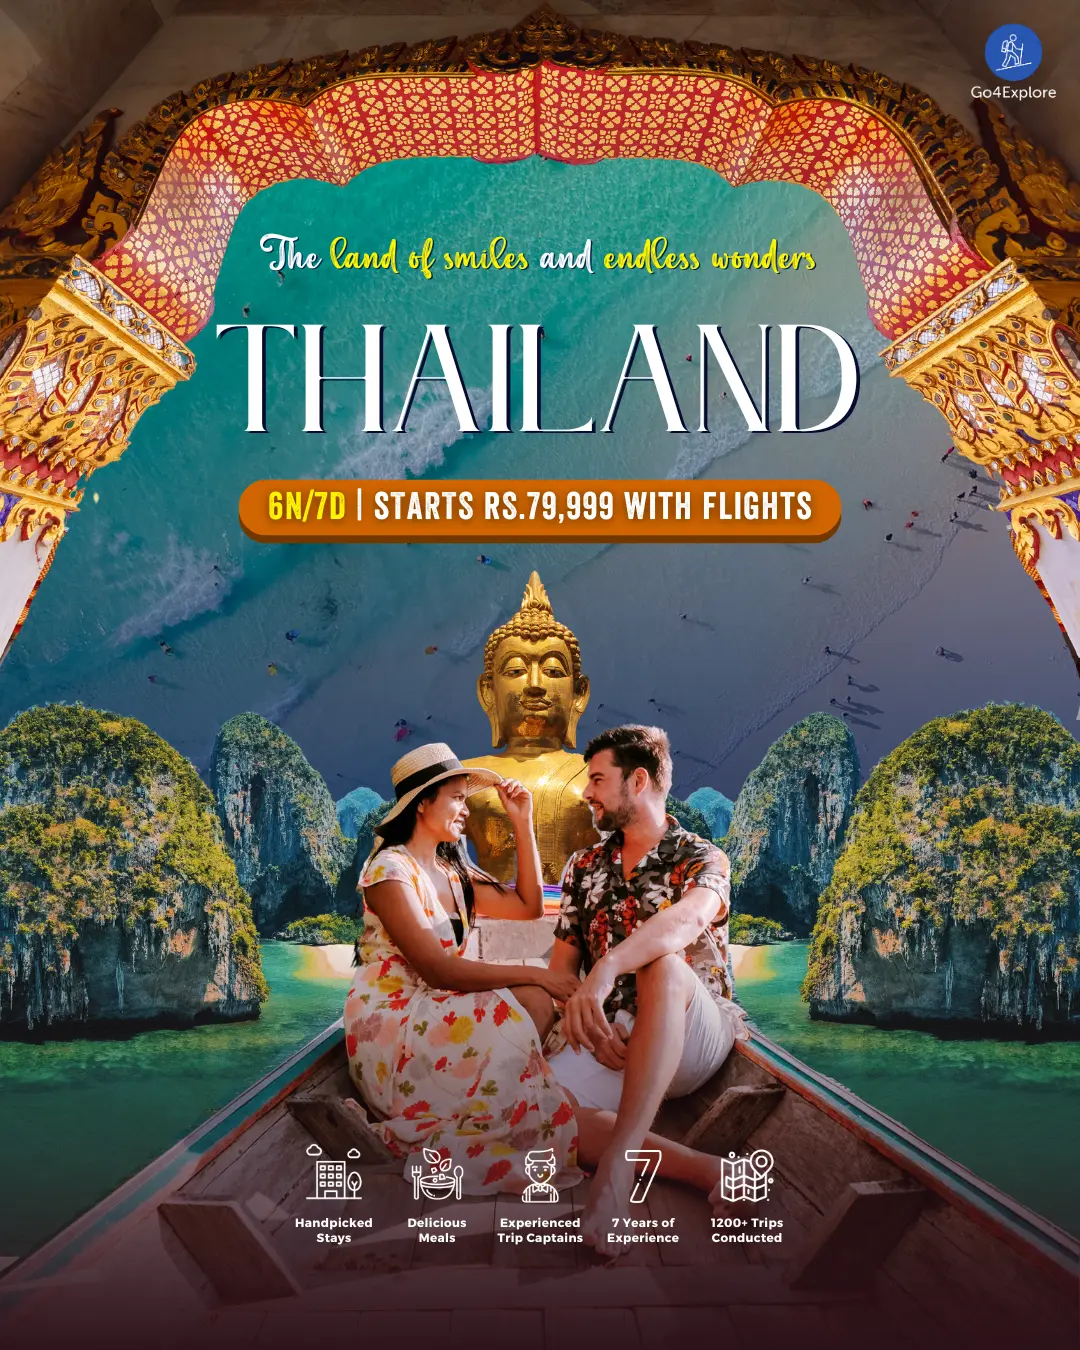 Go4Explore
The land of smiles and endless wonders
THAILAND
6N/7D | STARTS RS.79,999 WITH FLIGHTS
Handpicked
Stays
Delicious
Meals
Experienced
Trip Captains
7
7 Years of
Experience
1200+ Trips
Conducted